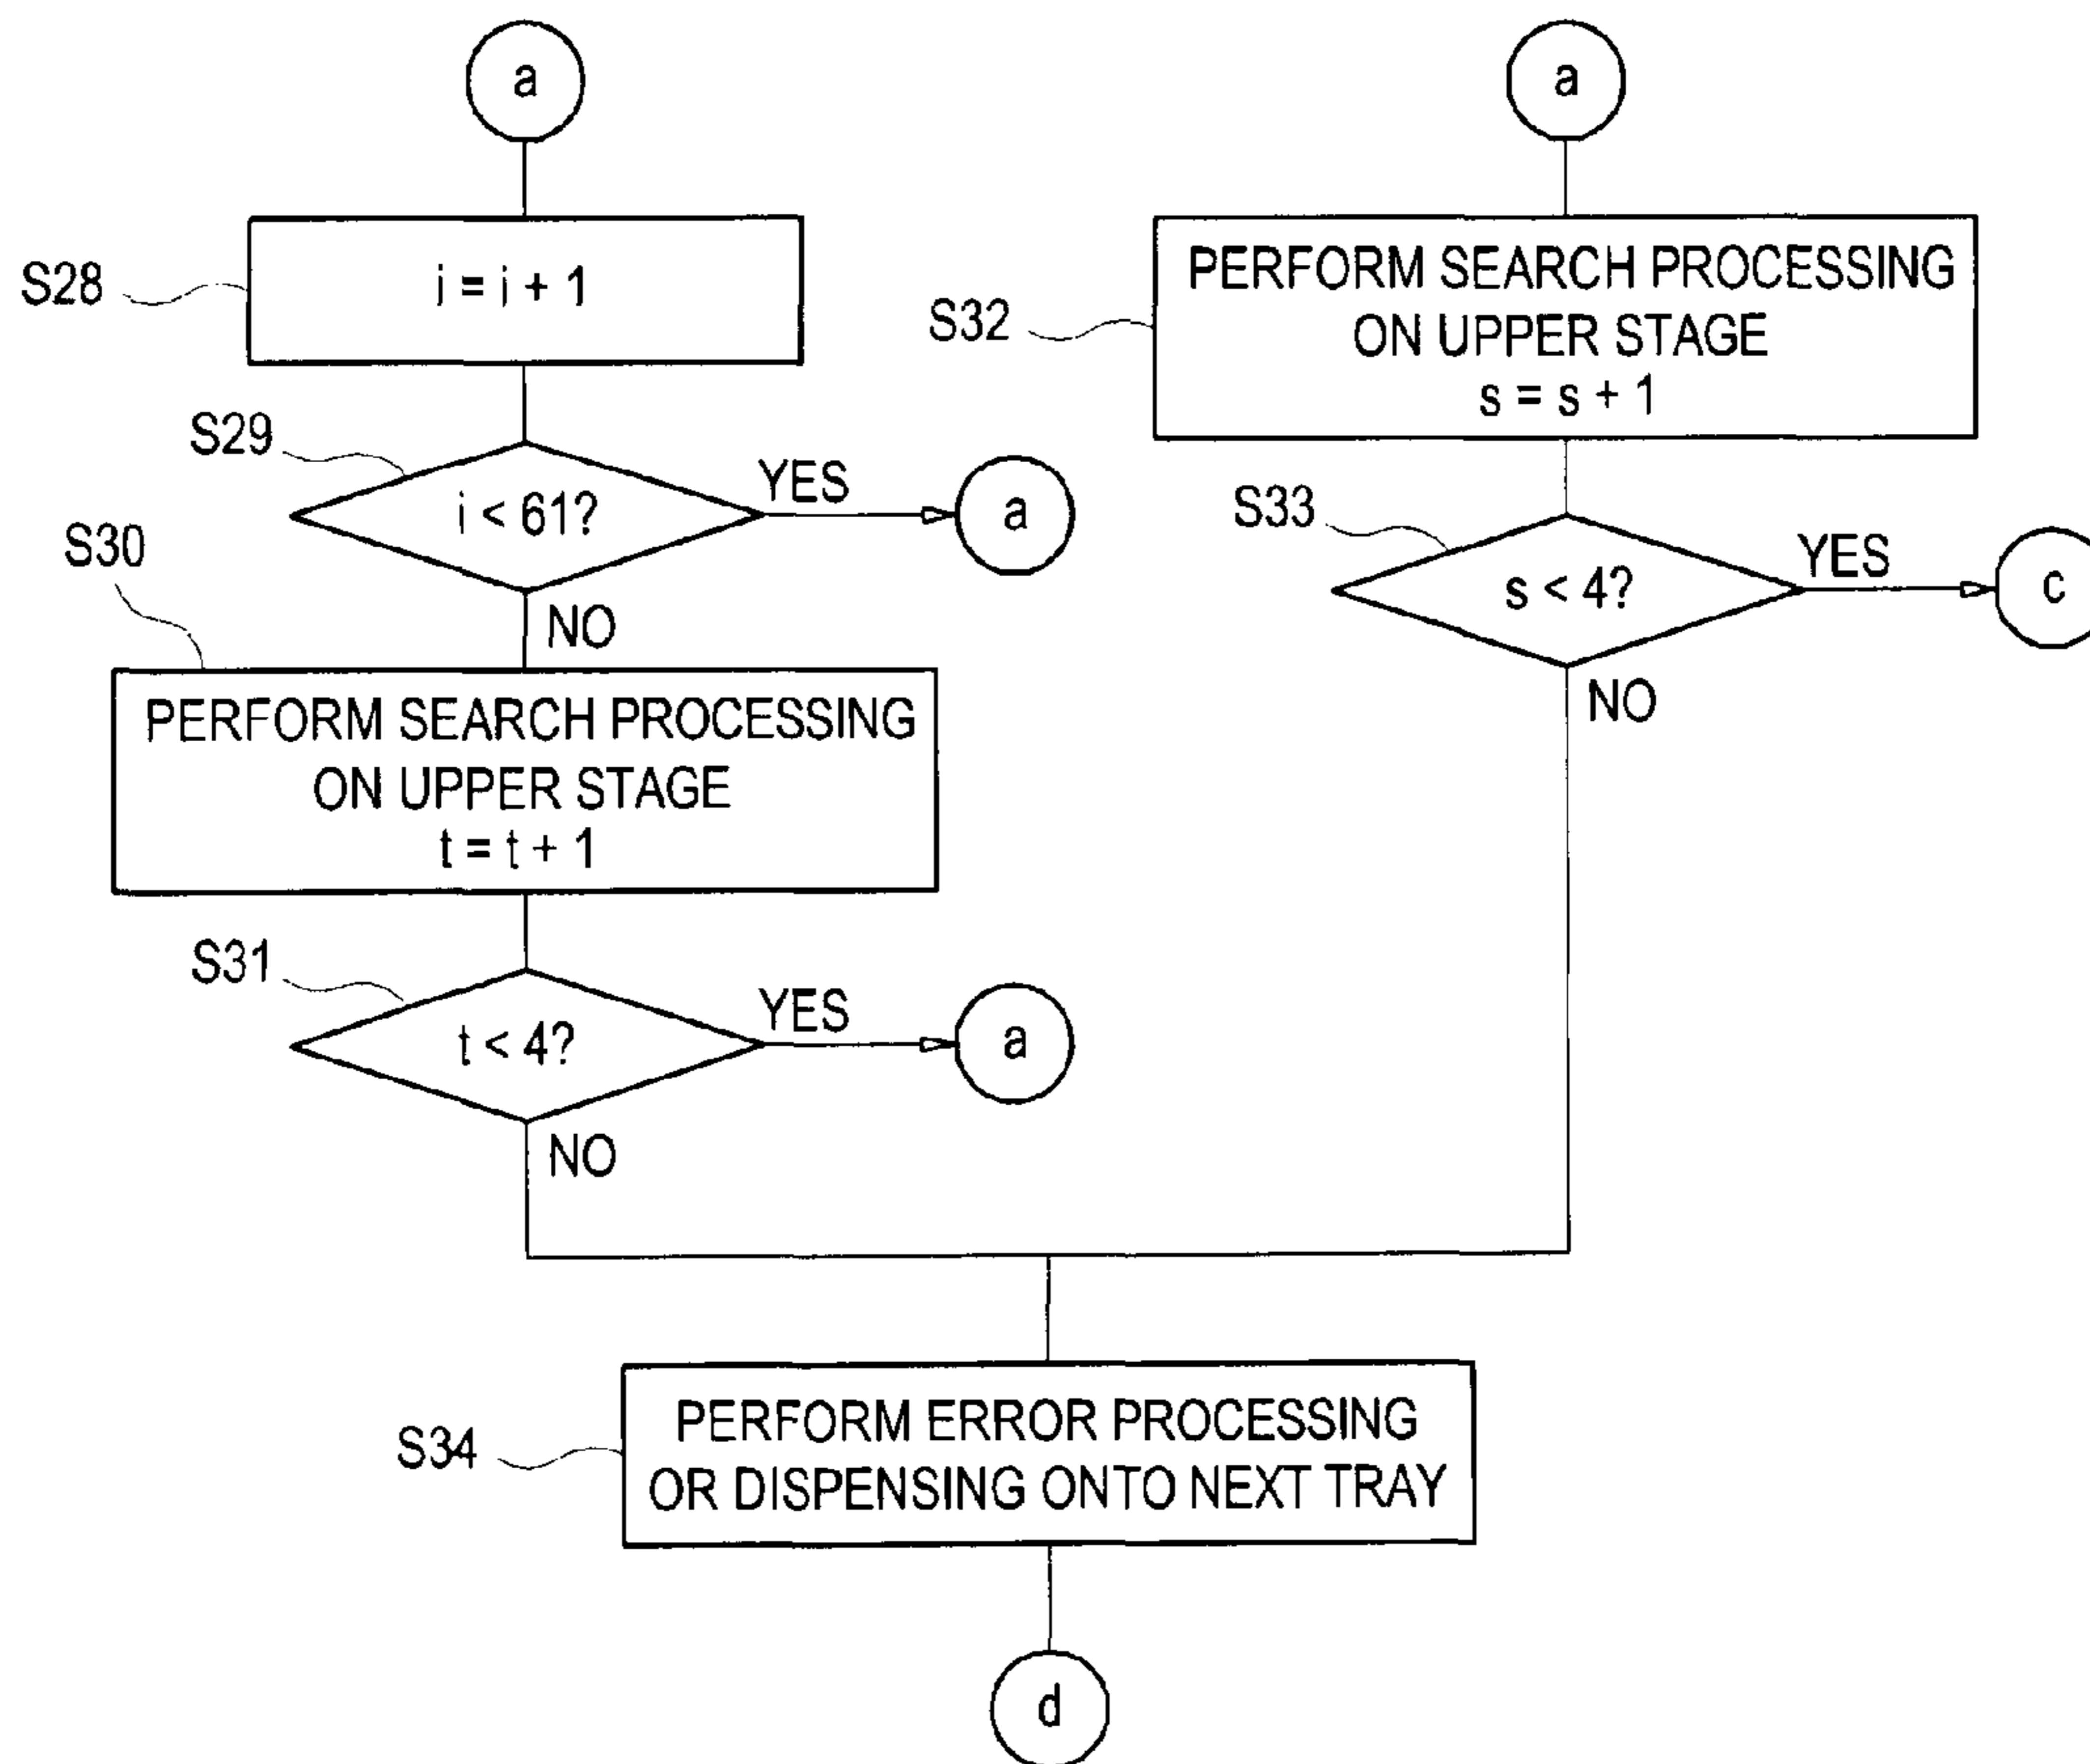 a
S28
i = i + 1
S29
i < 61?
YES
a
NO
S30
PERFORM SEARCH PROCESSING
ON UPPER STAGE
t = t + 1
S31
t < 4?
YES
a
NO
a
S32
PERFORM SEARCH PROCESSING
ON UPPER STAGE
s = s + 1
S33
s < 4?
YES
c
NO
S34
PERFORM ERROR PROCESSING
OR DISPENSING ONTO NEXT TRAY
d